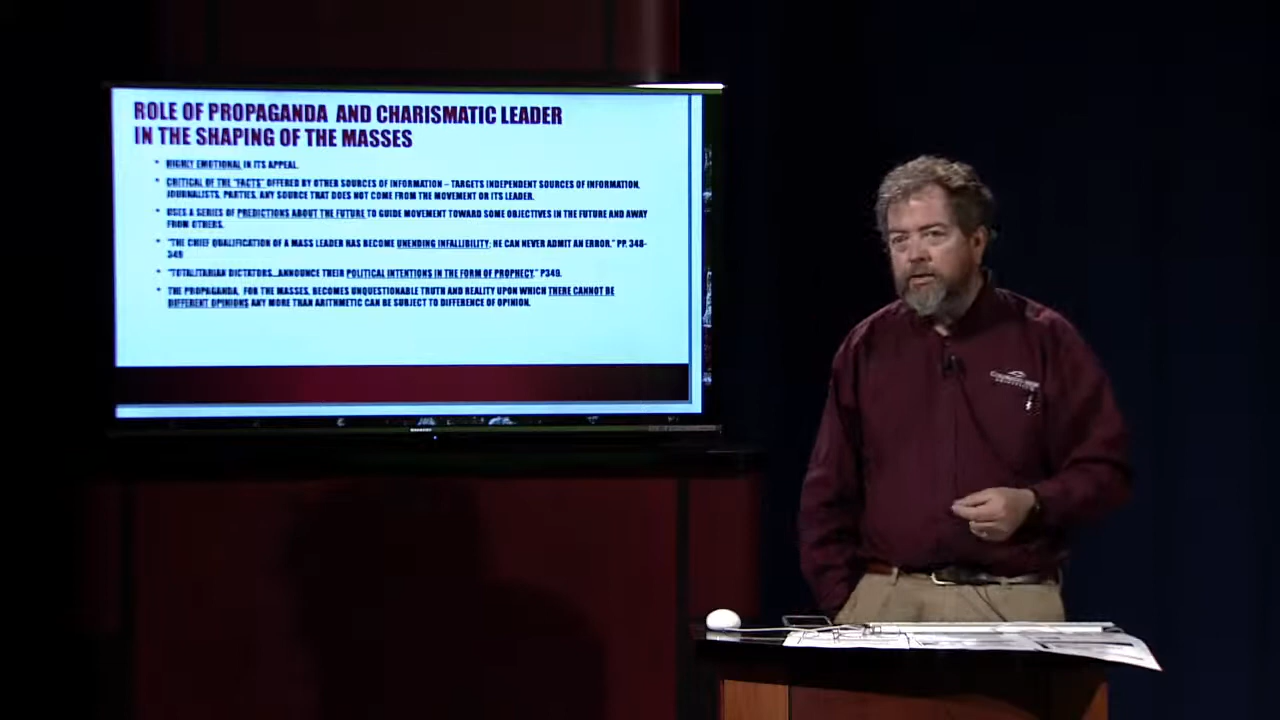 ROLE OF PROPAGANDA AND CHARISMATIC LEADER
IN THE SHAPING OF THE MASSES
• HIGHLY EMOTIONAL IN ITS APPEAL.
• CRITICAL OF THE "FACTS" OFFERED BY OTHER SOURCES OF INFORMATION – TARGETS INDEPENDENT SOURCES OF INFORMATION,
JOURNALISTS, PARTIES, ANY SOURCE THAT DOES NOT COME FROM THE MOVEMENT OR ITS LEADER.
• USES A SERIES OF PREDICTIONS ABOUT THE FUTURE TO GUIDE MOVEMENT TOWARD SOME OBJECTIVES IN THE FUTURE AND AWAY
FROM OTHERS.
• "THE CHIEF QUALIFICATION OF A MASS LEADER HAS BECOME UNENDING INFALLIBILITY; HE CAN NEVER ADMIT AN ERROR." PP. 348-
349
• "TOTALITARIAN DICTATORS...ANNOUNCE THEIR POLITICAL INTENTIONS IN THE FORM OF PROPHECY." P349.
• THE PROPAGANDA, FOR THE MASSES, BECOMES UNQUESTIONABLE TRUTH AND REALITY UPON WHICH THERE CANNOT BE
DIFFERENT OPINIONS ANY MORE THAN ARITHMETIC CAN BE SUBJECT TO DIFFERENCE OF OPINION.